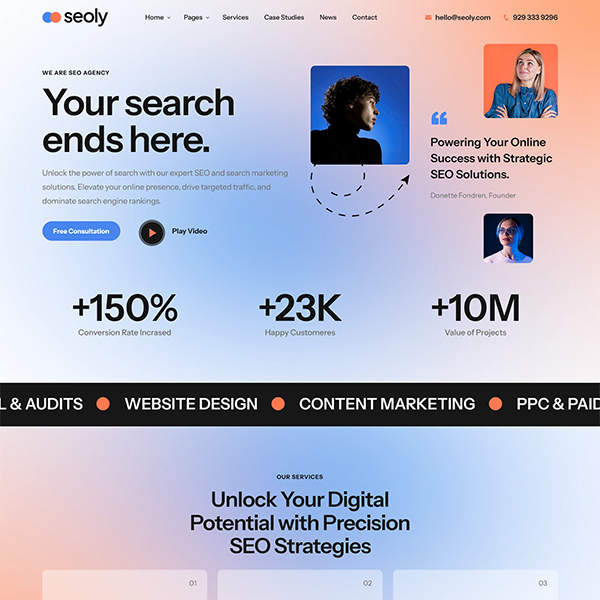 seoly
Home Pages Services Case Studies News Contact
hello@seoly.com 929 333 9296
WE ARE SEO AGENCY
Your search
ends here.
Unlock the power of search with our expert SEO and search marketing
solutions. Elevate your online presence, drive targeted traffic, and
dominate search engine rankings.
Free Consultation
Play Video
“
Powering Your Online
Success with Strategic
SEO Solutions.
Donette Fondren, Founder
+150%
Conversion Rate Incrased
+23K
Happy Customeres
+10M
Value of Projects
L & AUDITS WEBSITE DESIGN CONTENT MARKETING PPC & PAID
OUR SERVICES
Unlock Your Digital
Potential with Precision
SEO Strategies
01
02
03